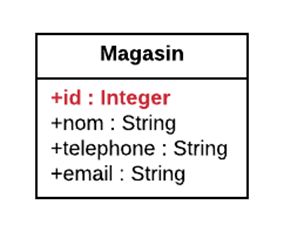 Magasin
+id : Integer
+nom : String
+telephone : String
+email : String